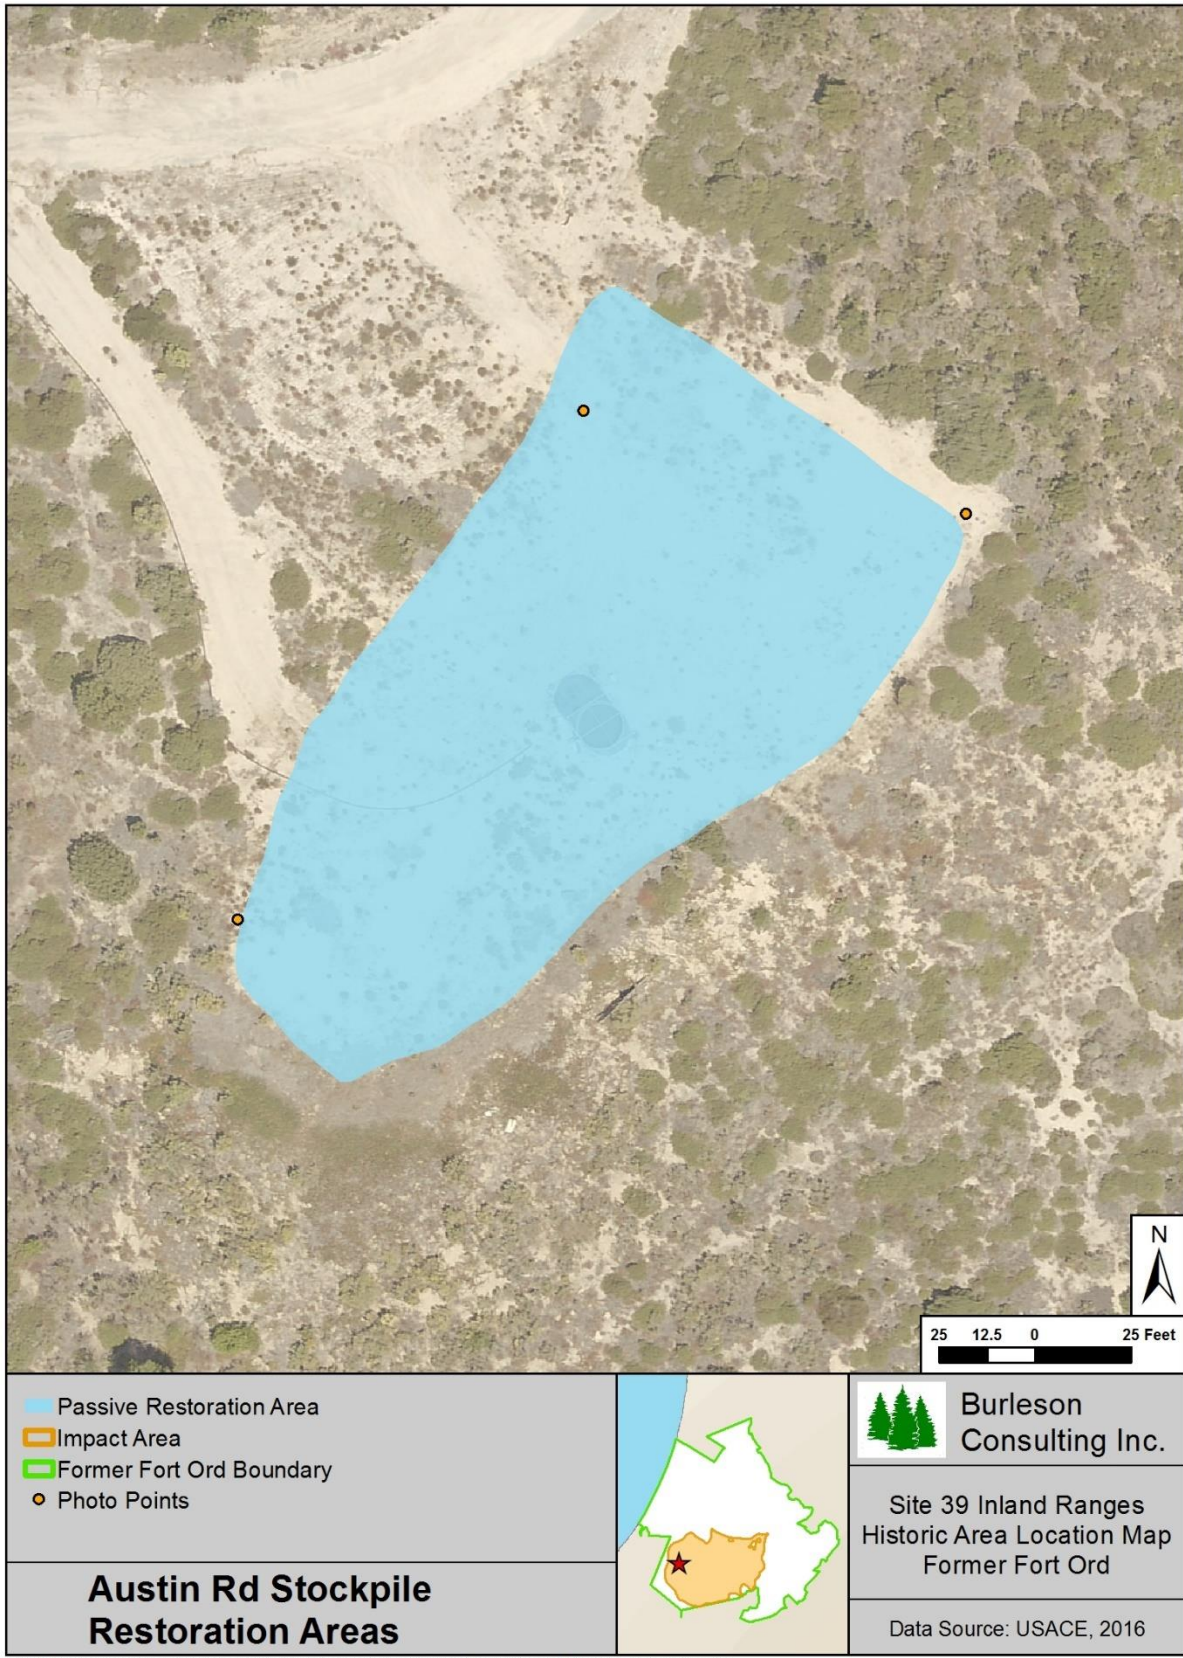 N
25 12.5 0 25 Feet
Passive Restoration Area
Impact Area
Former Fort Ord Boundary
Photo Points
Austin Rd Stockpile
Restoration Areas
Burleson
Consulting Inc.
Site 39 Inland Ranges
Historic Area Location Map
Former Fort Ord
Data Source: USACE, 2016